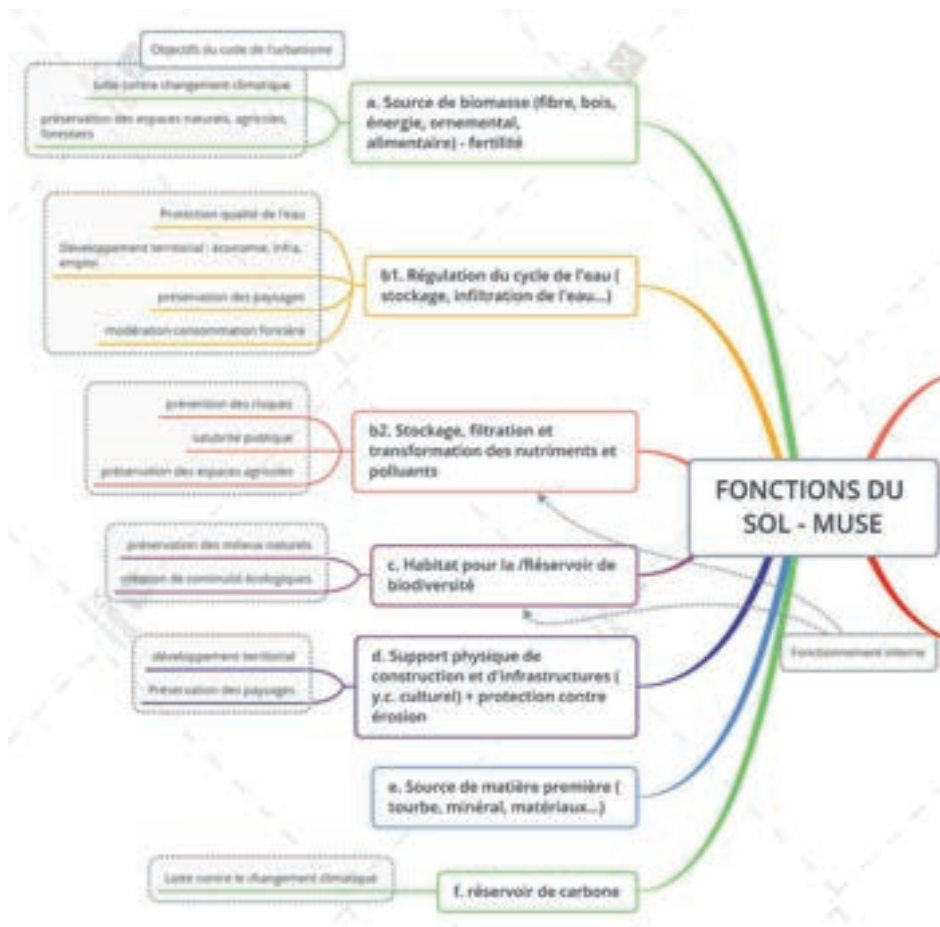 Objectifs du code de l'urbanisme
lutte contre changement climatique
préservation des espaces naturels, agricoles,
forestiers
a. Source de biomasse (fibre, bois,
énergie, ornemental,
alimentaire) - fertilité
Protection qualité de l'eau
Développement territorial : économie, infra,
emploi
préservation des paysages
modération consommation foncière
b1. Régulation du cycle de l'eau (
stockage, infiltration de l'eau...)
prévention des risques
salubrité publique
préservation des espaces agricoles
b2. Stockage, filtration et
transformation des nutriments et
polluants
FONCTIONS DU
SOL - MUSE
préservation des milieux naturels
création de continuité écologiques
c. Habitat pour la /Réservoir de
biodiversité
Fonctionnement interne
développement territorial
Préservation des paysages
d. Support physique de
construction et d'infrastructures (
y.c. culturel) + protection contre
érosion
e. Source de matière première (
tourbe, minéral, matériaux...)
Lutte contre le changement climatique
f. réservoir de carbone